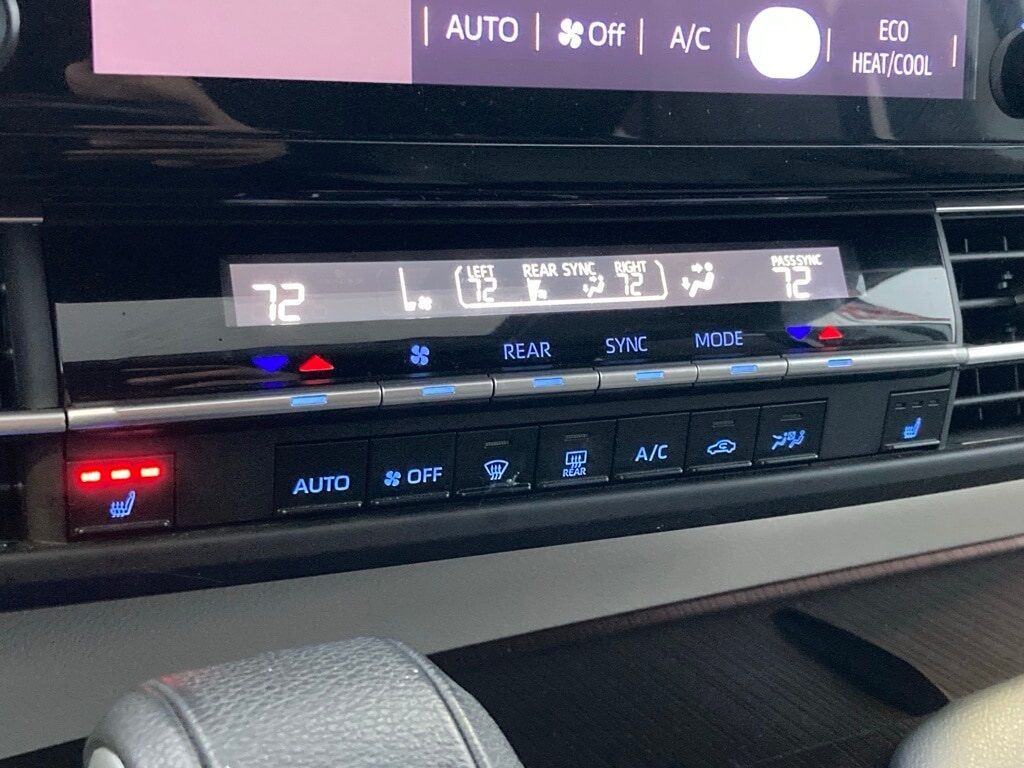 AUTO Off A/C ECO
HEAT/COOL
LEFT REAR SYNC RIGHT PASS SYNC
72 72 72 72
REAR SYNC MODE
AUTO OFF REAR A/C